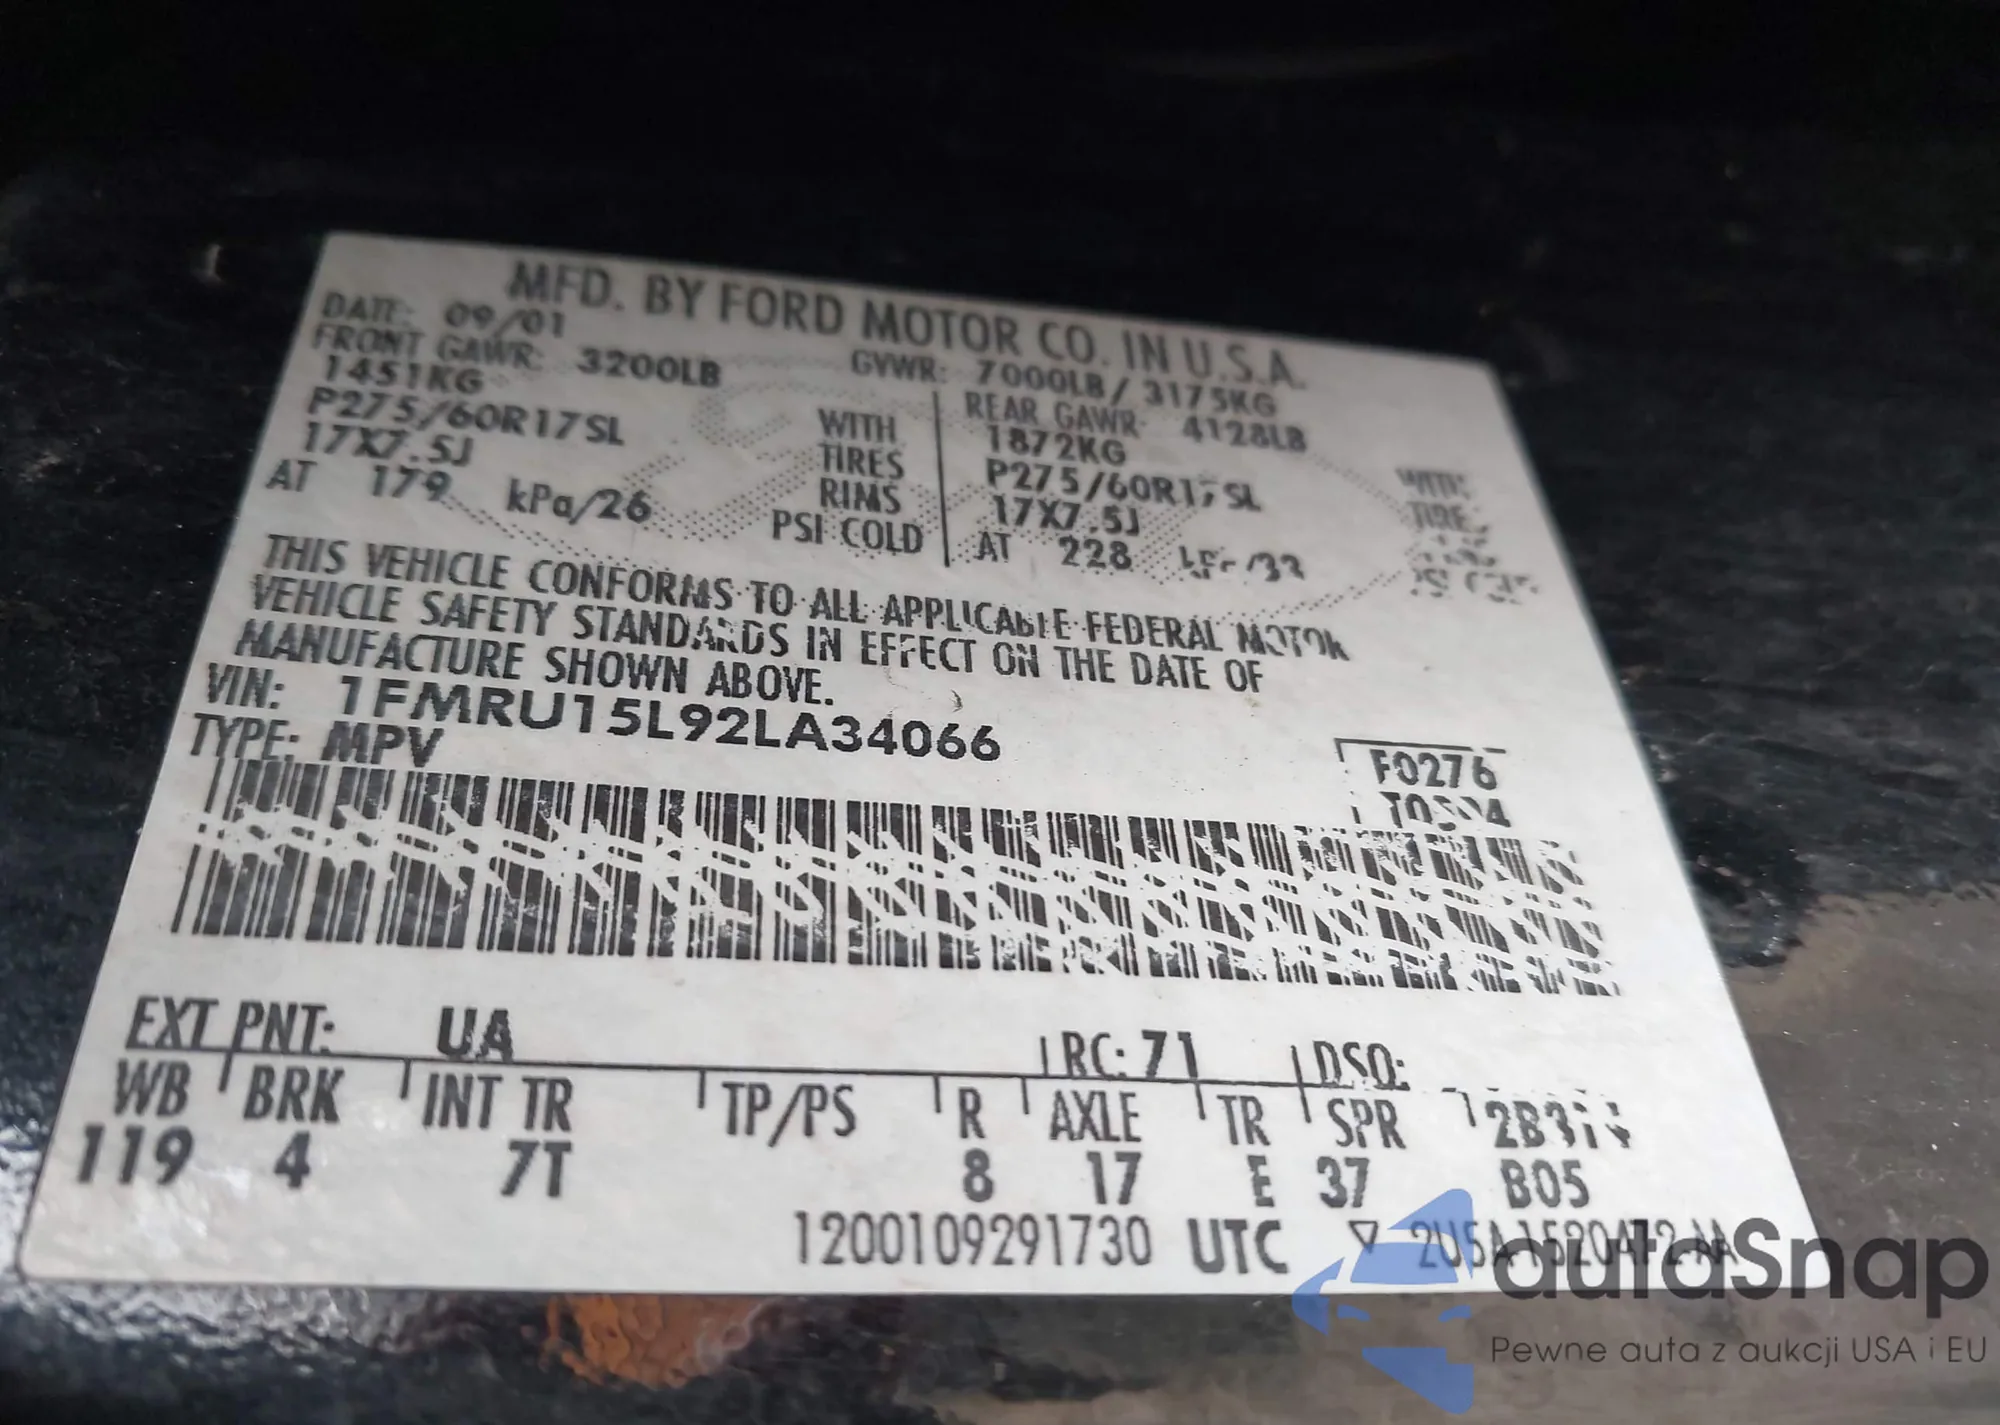 MFD. BY FORD MOTOR CO. IN U.S.A.
DATE: 09/01 GVWR: 7000LB/ 3175KG
FRONT GAWR: 3200LB REAR GAWR: 4128LB
1451KG WITH 1872KG WITH
P275/60R17SL TIRES P275/60R17SL TIRES
17X7.5J RIMS 17X7.5J
AT 179 kPa/26 PSI COLD AT 228 /33
THIS VEHICLE CONFORMS TO ALL APPLICABLE FEDERAL MOTOR
VEHICLE SAFETY STANDARDS IN EFFECT ON THE DATE OF
MANUFACTURE SHOWN ABOVE.
VIN: 1FMRU15L92LA34066
TYPE: MPV
F0276
EXT PNT: UA RC: 71 DSO:
WB BRK INT TR TP/PS R AXLE TR SPR
119 4 7T 8 17 E 37 B05
1200109291730 UTC
autaSnap
Pewne auta z aukcji USA i EU